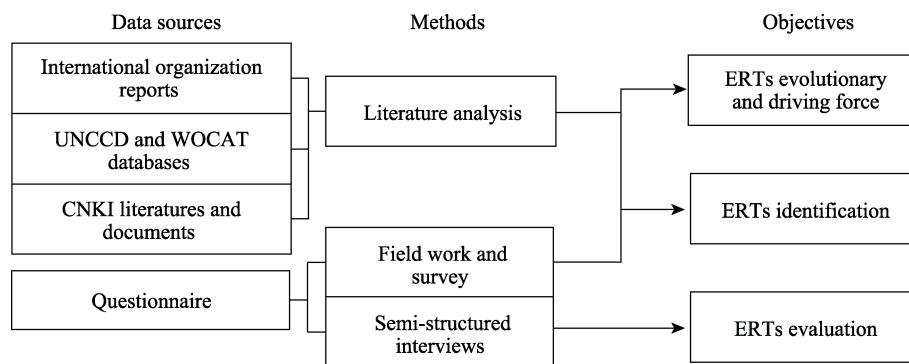 Data sources
Methods
Objectives
International organization
reports
UNCCD and WOCAT
databases
CNKI literatures and
documents
Questionnaire
Literature analysis
Field work and
survey
Semi-structured
interviews
ERTs evolutionary
and driving force
ERTs identification
ERTs evaluation